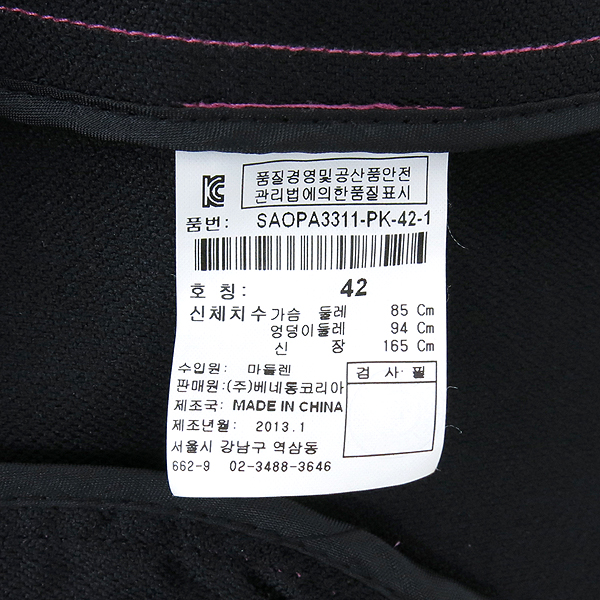 KC
품질경영및공산품안전
관리법에의한품질표시
품번: SAOPA3311-PK-42-1
호 칭: 42
신체치수 가슴 둘레 85 Cm
엉덩이둘레 94 Cm
신 장 165 Cm
수입원: 마들렌
판매원:(주)베네통코리아
제조국: MADE IN CHINA
제조년월: 2013.1
서울시 강남구 역삼동
662-9 02-3488-3646
검 사 필